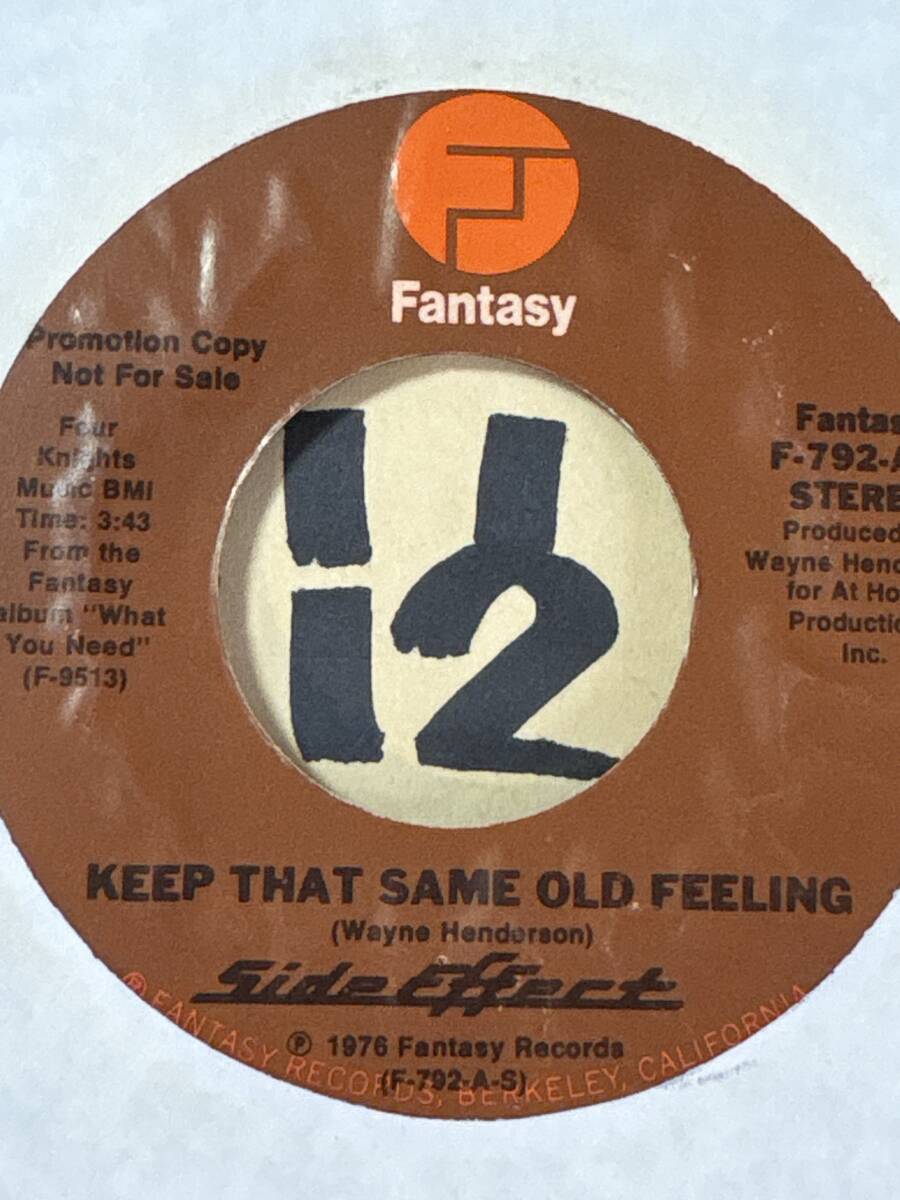 Fantasy
Promotion Copy
Not For Sale
Four
Knights
Music BMI
Time: 3:43
From the
Fantasy
album "What
You Need"
(F-9513)
F-792-A
STERE
Produced
Wayne Hend
for At Ho
Productio
Inc.
12
KEEP THAT SAME OLD FEELING
(Wayne Henderson)
Side Effect
℗ 1976 Fantasy Records
(F-792-A-S)
® FANTASY RECORDS, BERKELEY, CALIFORNIA